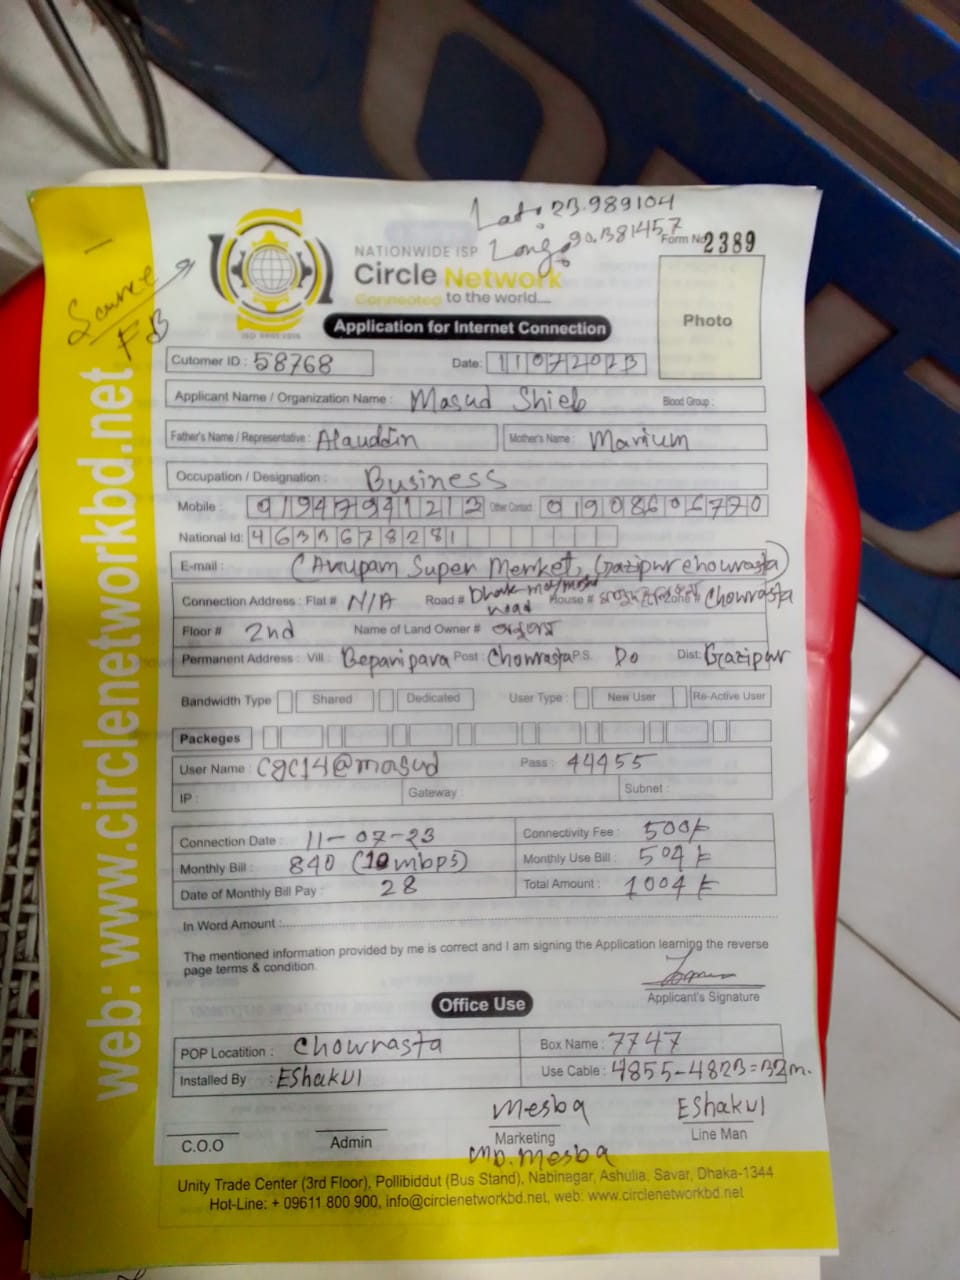 Lat: 23.989104
Long: 90.381457
Form No 2389
Source
FB
NATIONWIDE ISP
Circle Network
Connected to the world....
Application for Internet Connection
Photo
Cutomer ID : 58768 Date: 11072023
Applicant Name / Organization Name : Masud Shieb Blood Group :
Father's Name / Representative : Alauddin Mother's Name : Marium
Occupation / Designation : Business
Mobile : 01947941213 Other Contact 01908606770
National Id: 4633678281
E-mail : (Anupam Super Merket, Gazipur chowrasta)
Connection Address : Flat # N/A Road # House # Zone # Chowrasta
road
Floor # 2nd Name of Land Owner #
Permanent Address : Vill. : Beparipara Post : Chowrasta P.S. Do Dist: Gazipur
Bandwidth Type Shared Dedicated User Type : New User Re-Active User
Packeges
User Name : cgc14@masud Pass : 44455
IP : Gateway : Subnet :
Connection Date : 11-07-23 Connectivity Fee : 500/-
Monthly Bill : 840 (10mbps) Monthly Use Bill : 504 t
Date of Monthly Bill Pay : 28 Total Amount : 1004 t
In Word Amount :
The mentioned information provided by me is correct and I am signing the Application learning the reverse
page terms & condition.
Applicant's Signature
Office Use
POP Locatition : Chowrasta Box Name : 7747
Installed By : EShakul Use Cable : 4855-4823=32m.
Mesba EShakul
C.O.O Admin Marketing Line Man
MD. Mesba
Unity Trade Center (3rd Floor), Pollibiddut (Bus Stand), Nabinagar, Ashulia, Savar, Dhaka-1344
Hot-Line: + 09611 800 900, info@circlenetworkbd.net, web: www.circlenetworkbd.net
web: www.circlenetworkbd.net